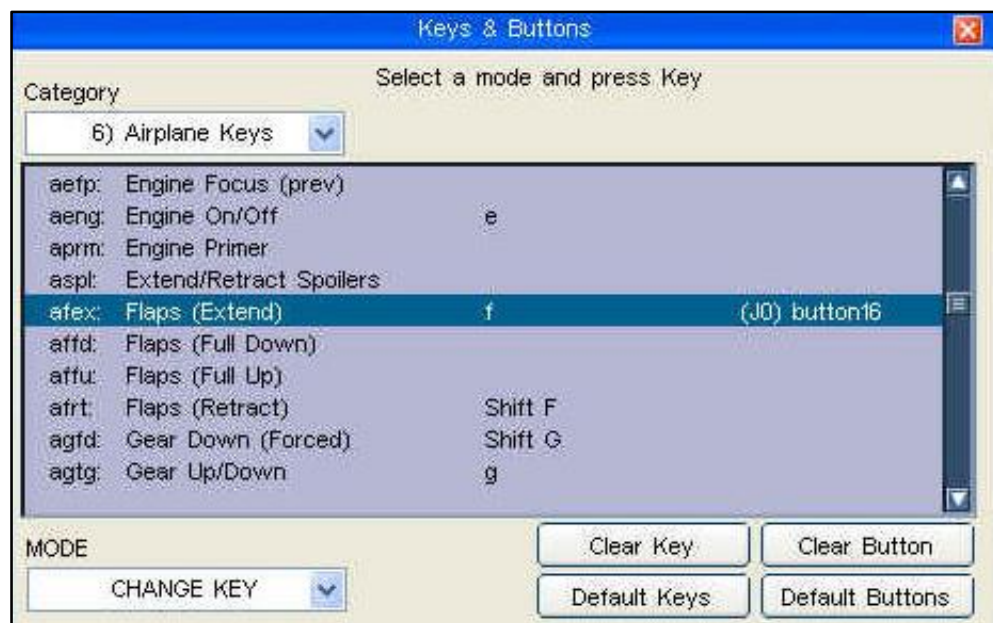 Keys & Buttons
Select a mode and press Key
Category
6) Airplane Keys
aefp: Engine Focus (prev)
aeng: Engine On/Off e
aprm: Engine Primer
aspl: Extend/Retract Spoilers
afex: Flaps (Extend) f (J0) button16
affd: Flaps (Full Down)
affu: Flaps (Full Up)
afrt: Flaps (Retract) Shift F
agfd: Gear Down (Forced) Shift G
agtg: Gear Up/Down g
MODE
CHANGE KEY
Clear Key Clear Button
Default Keys Default Buttons